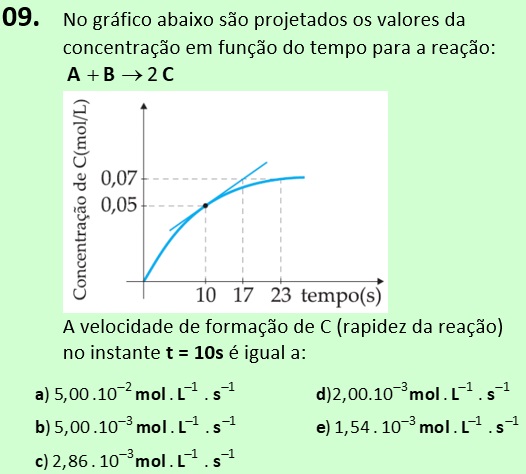 09. No gráfico abaixo são projetados os valores da
concentração em função do tempo para a reação:
A + B → 2 C
Concentração de C(mol/L)
0,07
0,05
10 17 23 tempo(s)
A velocidade de formação de C (rapidez da reação)
no instante t = 10s é igual a:
a) 5,00 .10⁻² mol . L⁻¹ . s⁻¹
b) 5,00 .10⁻³ mol . L⁻¹ . s⁻¹
c) 2,86 . 10⁻³ mol . L⁻¹ . s⁻¹
d)2,00.10⁻³ mol . L⁻¹ . s⁻¹
e) 1,54 . 10⁻³ mol . L⁻¹ . s⁻¹